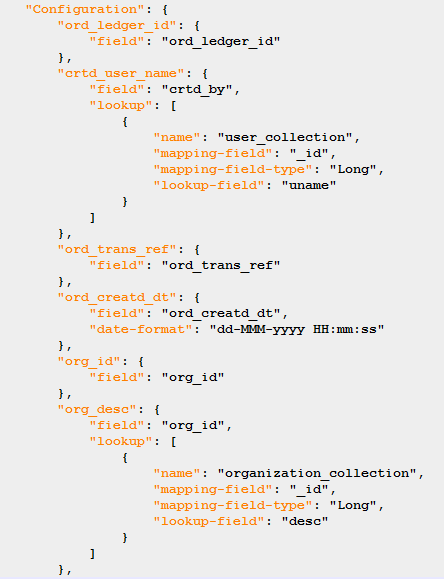 "Configuration": {
"ord_ledger_id": {
"field": "ord_ledger_id"
},
"crtd_user_name": {
"field": "crtd_by",
"lookup": [
{
"name": "user_collection",
"mapping-field": "_id",
"mapping-field-type": "Long",
"lookup-field": "uname"
}
]
},
"ord_trans_ref": {
"field": "ord_trans_ref"
},
"ord_creatd_dt": {
"field": "ord_creatd_dt",
"date-format": "dd-MMM-yyyy HH:mm:ss"
},
"org_id": {
"field": "org_id"
},
"org_desc": {
"field": "org_id",
"lookup": [
{
"name": "organization_collection",
"mapping-field": "_id",
"mapping-field-type": "Long",
"lookup-field": "desc"
}
]
},